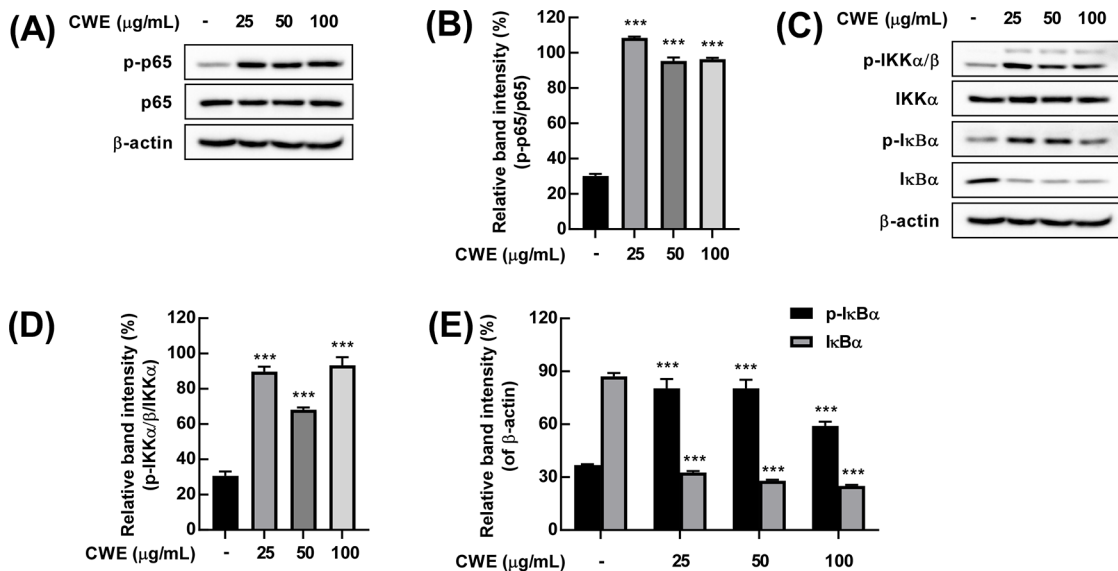 (A)
CWE (μg/mL) - 25 50 100
p-p65
p65
β-actin
(B)
Relative band intensity (%)
(p-p65/p65)
120
100
80
60
40
20
0
***
***
***
CWE (μg/mL) - 25 50 100
(C)
CWE (μg/mL) - 25 50 100
p-IKKα/β
IKKα
p-IκBα
IκBα
β-actin
(D)
Relative band intensity (%)
(p-IKKα/β/IKKα)
120
100
80
60
40
20
0
***
***
***
CWE (μg/mL) - 25 50 100
(E)
Relative band intensity (%)
(of β-actin)
120
90
60
30
0
p-IκBα
IκBα
***
***
***
***
***
***
CWE (μg/mL) - 25 50 100